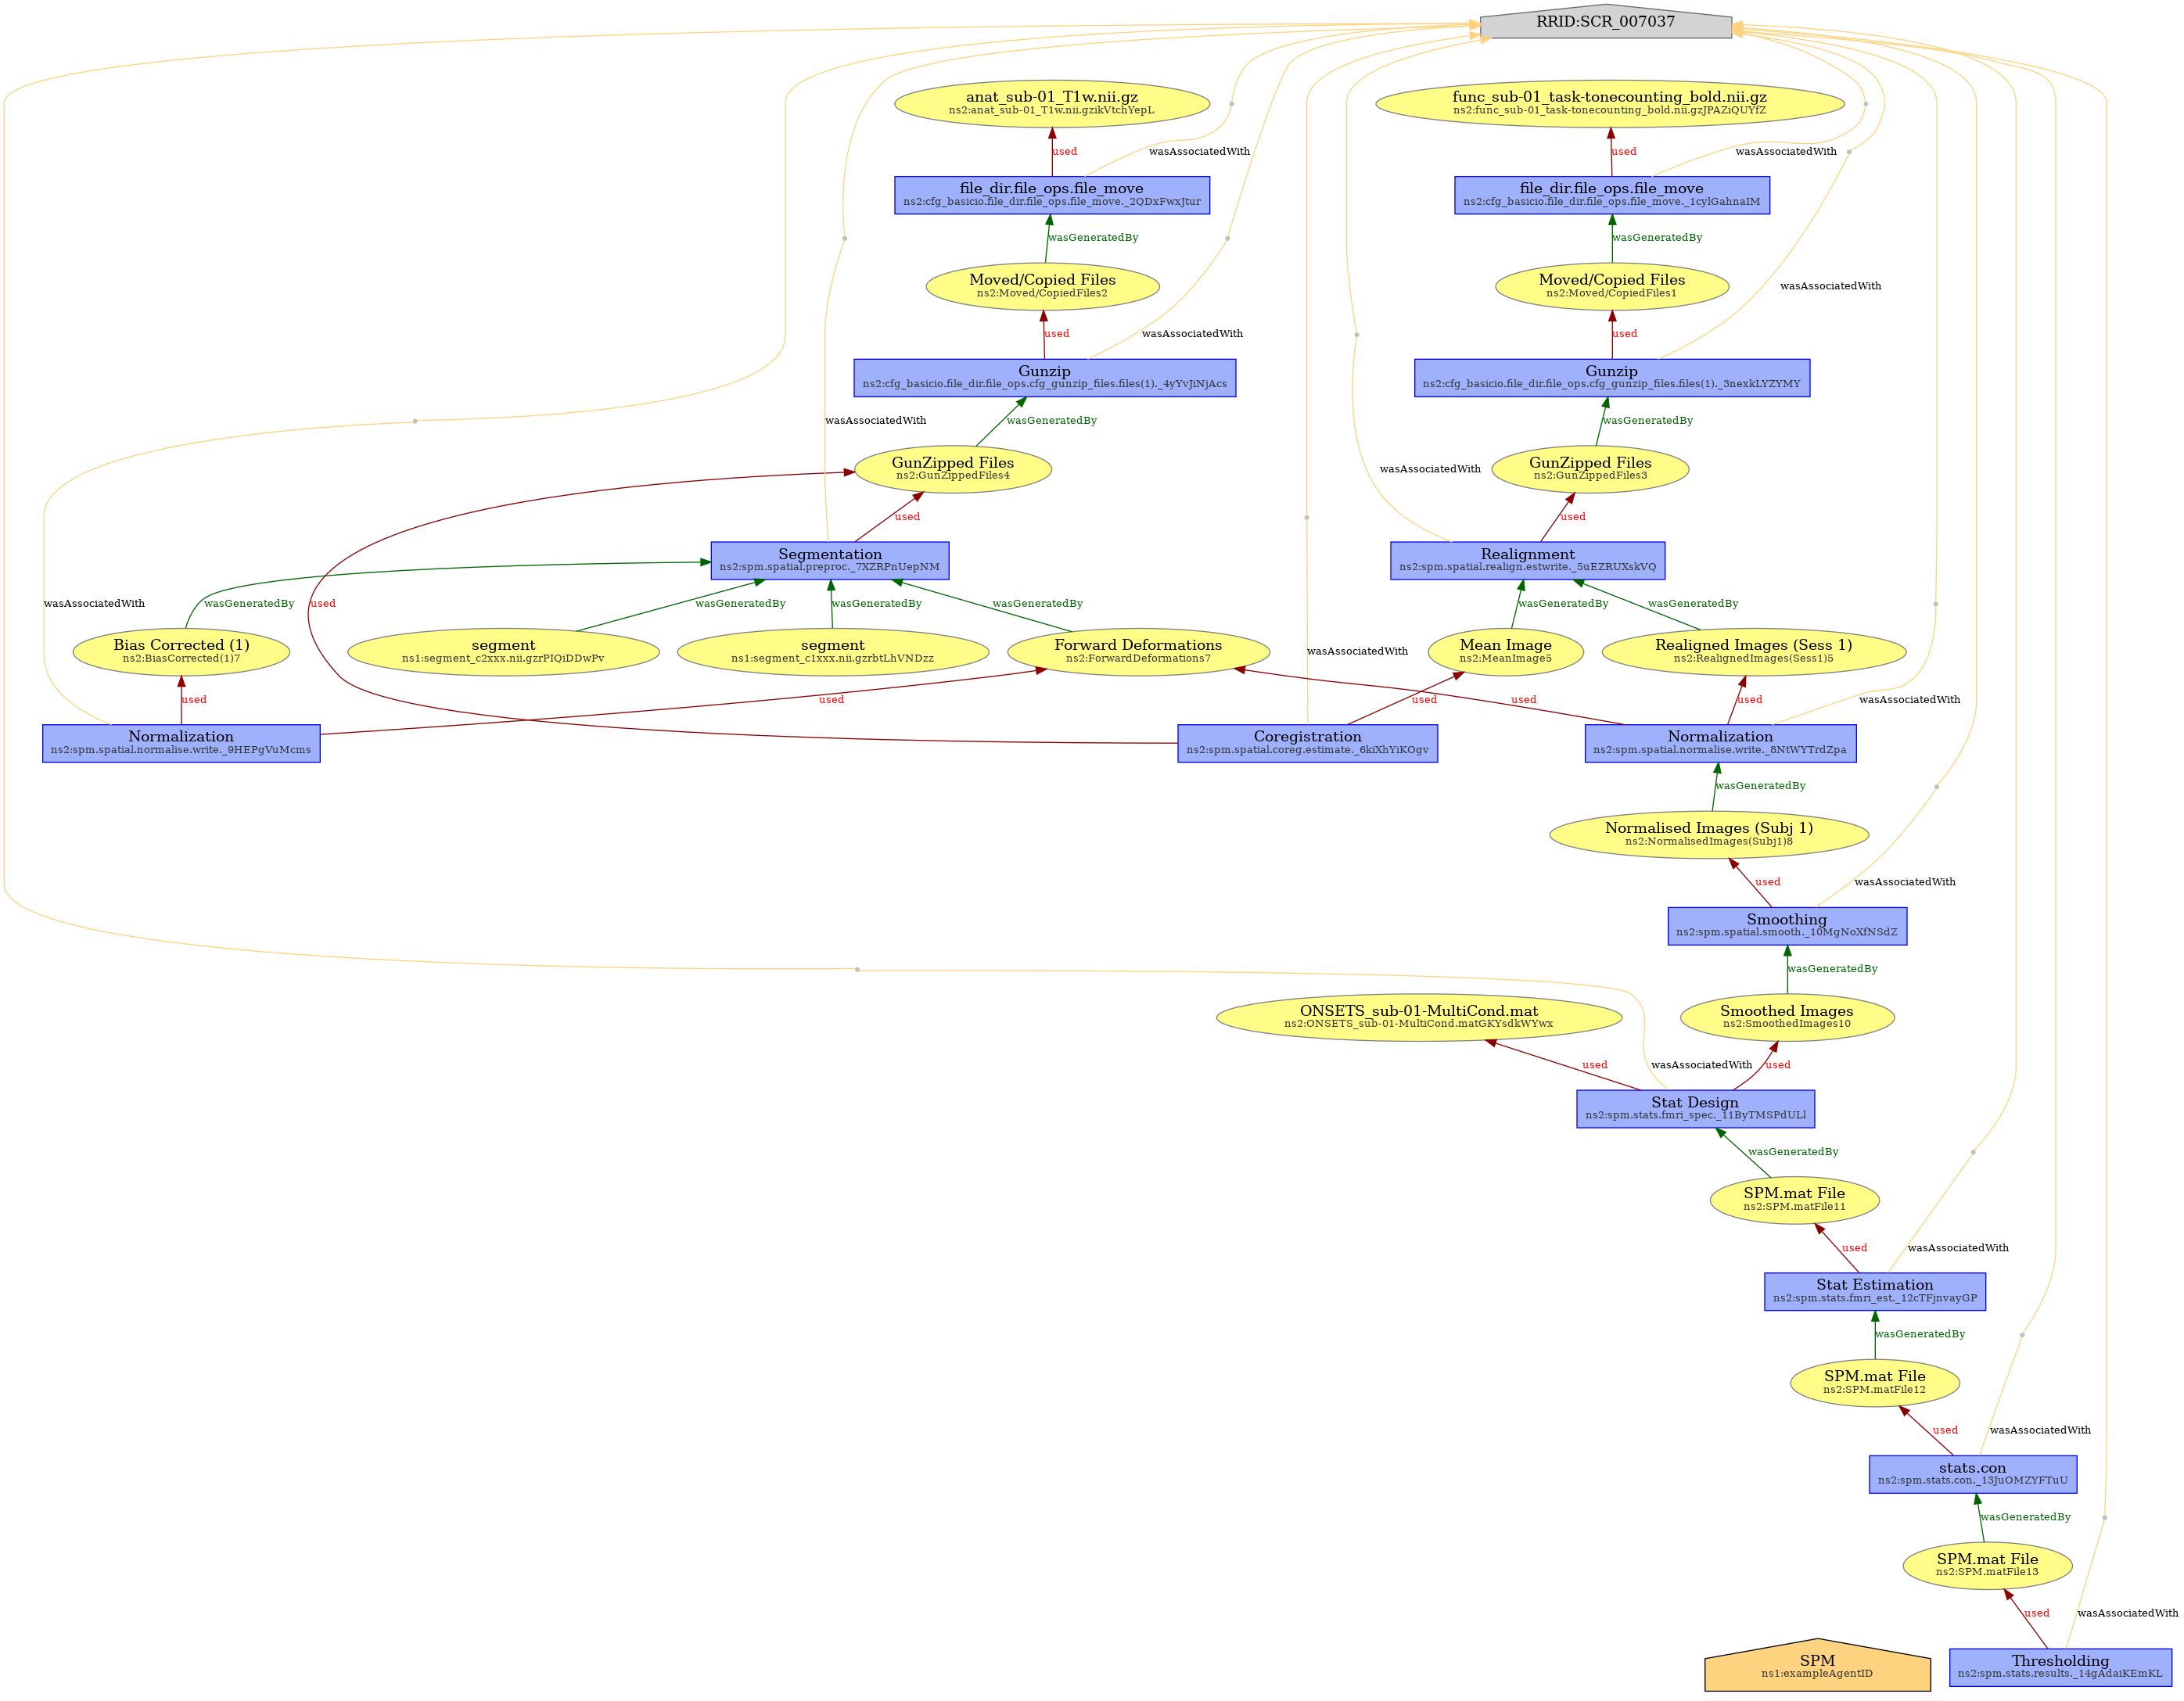 RRID:SCR_007037
anat_sub-01_T1w.nii.gz
ns2:anat_sub-01_T1w.nii.gzikVtchYepL
func_sub-01_task-tonecounting_bold.nii.gz
ns2:func_sub-01_task-tonecounting_bold.nii.gzJPAZiQUYfZ
used
wasAssociatedWith
used
wasAssociatedWith
file_dir.file_ops.file_move
ns2:cfg_basicio.file_dir.file_ops.file_move._2QDxFwxJtur
file_dir.file_ops.file_move
ns2:cfg_basicio.file_dir.file_ops.file_move._1cylGahnaIM
wasGeneratedBy
wasGeneratedBy
Moved/Copied Files
ns2:Moved/CopiedFiles2
Moved/Copied Files
ns2:Moved/CopiedFiles1
wasAssociatedWith
used
wasAssociatedWith
used
Gunzip
ns2:cfg_basicio.file_dir.file_ops.cfg_gunzip_files.files(1)._4yYvJiNjAcs
Gunzip
ns2:cfg_basicio.file_dir.file_ops.cfg_gunzip_files.files(1)._3nexkLYZYMY
wasAssociatedWith
wasGeneratedBy
wasGeneratedBy
GunZipped Files
ns2:GunZippedFiles4
wasAssociatedWith
GunZipped Files
ns2:GunZippedFiles3
used
used
Segmentation
ns2:spm.spatial.preproc._7XZRPnUepNM
Realignment
ns2:spm.spatial.realign.estwrite._5uEZRUXskVQ
wasAssociatedWith
wasGeneratedBy
used
wasGeneratedBy
wasGeneratedBy
wasGeneratedBy
wasGeneratedBy
wasGeneratedBy
Bias Corrected (1)
ns2:BiasCorrected(1)7
segment
ns1:segment_c2xxx.nii.gzrPIQiDDwPv
segment
ns1:segment_c1xxx.nii.gzrbtLhVNDzz
Forward Deformations
ns2:ForwardDeformations7
wasAssociatedWith
Mean Image
ns2:MeanImage5
Realigned Images (Sess 1)
ns2:RealignedImages(Sess1)5
used
used
used
used
used
wasAssociatedWith
Normalization
ns2:spm.spatial.normalise.write._9HEPgVuMcms
Coregistration
ns2:spm.spatial.coreg.estimate._6kiXhYiKOgv
Normalization
ns2:spm.spatial.normalise.write._8NtWYTrdZpa
wasGeneratedBy
Normalised Images (Subj 1)
ns2:NormalisedImages(Subj1)8
used
wasAssociatedWith
Smoothing
ns2:spm.spatial.smooth._10MgNoXfNSdZ
wasGeneratedBy
ONSETS_sub-01-MultiCond.mat
ns2:ONSETS_sub-01-MultiCond.matGKYsdkWYwx
Smoothed Images
ns2:SmoothedImages10
used
wasAssociatedWith
used
Stat Design
ns2:spm.stats.fmri_spec._11ByTMSPdULl
wasGeneratedBy
SPM.mat File
ns2:SPM.matFile11
used
wasAssociatedWith
Stat Estimation
ns2:spm.stats.fmri_est._12cTFjnvayGP
wasGeneratedBy
SPM.mat File
ns2:SPM.matFile12
used
wasAssociatedWith
stats.con
ns2:spm.stats.con._13JuOMZYFTuU
wasGeneratedBy
SPM.mat File
ns2:SPM.matFile13
used
wasAssociatedWith
SPM
ns1:exampleAgentID
Thresholding
ns2:spm.stats.results._14gAdaiKEmKL